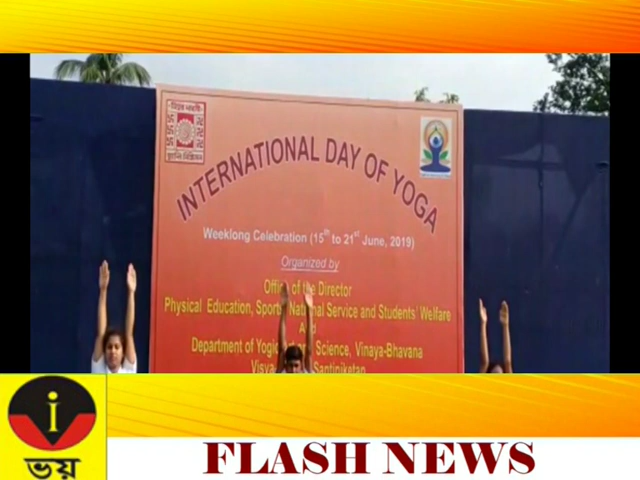 INTERNATIONAL DAY OF YOGA
Weeklong Celebration (15th to 21st June, 2019)
Organized by
Office of the Director
Physical Education, Sports National Service and Students' Welfare
And
Department of Yogic Science, Vinaya-Bhavana
Santiniketan
i
ভয়
FLASH NEWS